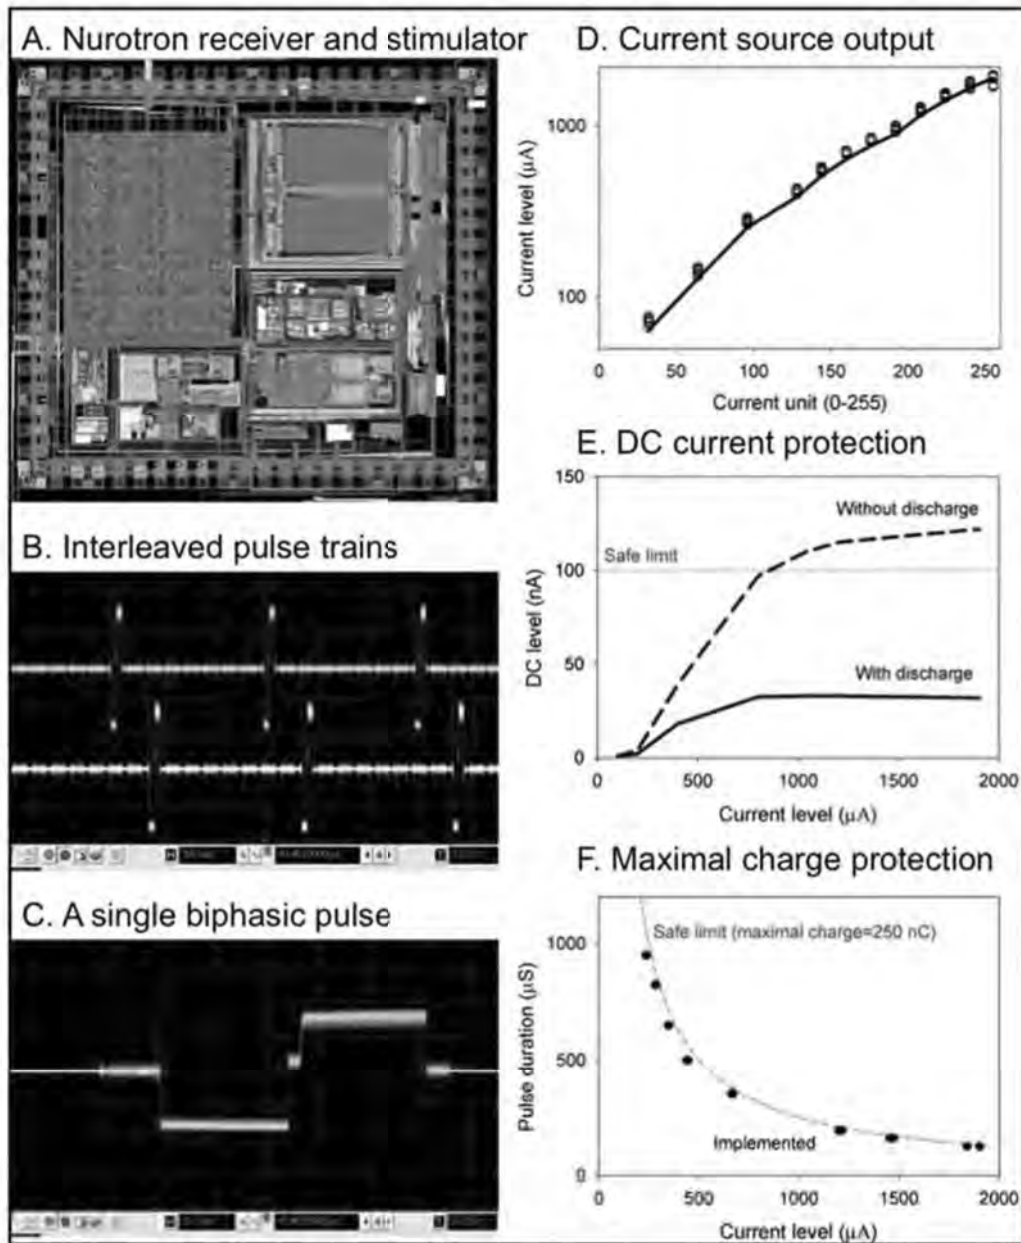 A. Nurotron receiver and stimulator
B. Interleaved pulse trains
C. A single biphasic pulse
D. Current source output
Current level (μA)
1000
100
0 50 100 150 200 250
Current unit (0-255)
E. DC current protection
DC level (nA)
150
100
50
0
Without discharge
Safe limit
With discharge
0 500 1000 1500 2000
Current level (μA)
F. Maximal charge protection
Pulse duration (μS)
1000
500
0
Safe limit (maximal charge=250 nC)
Implemented
0 500 1000 1500 2000
Current level (μA)